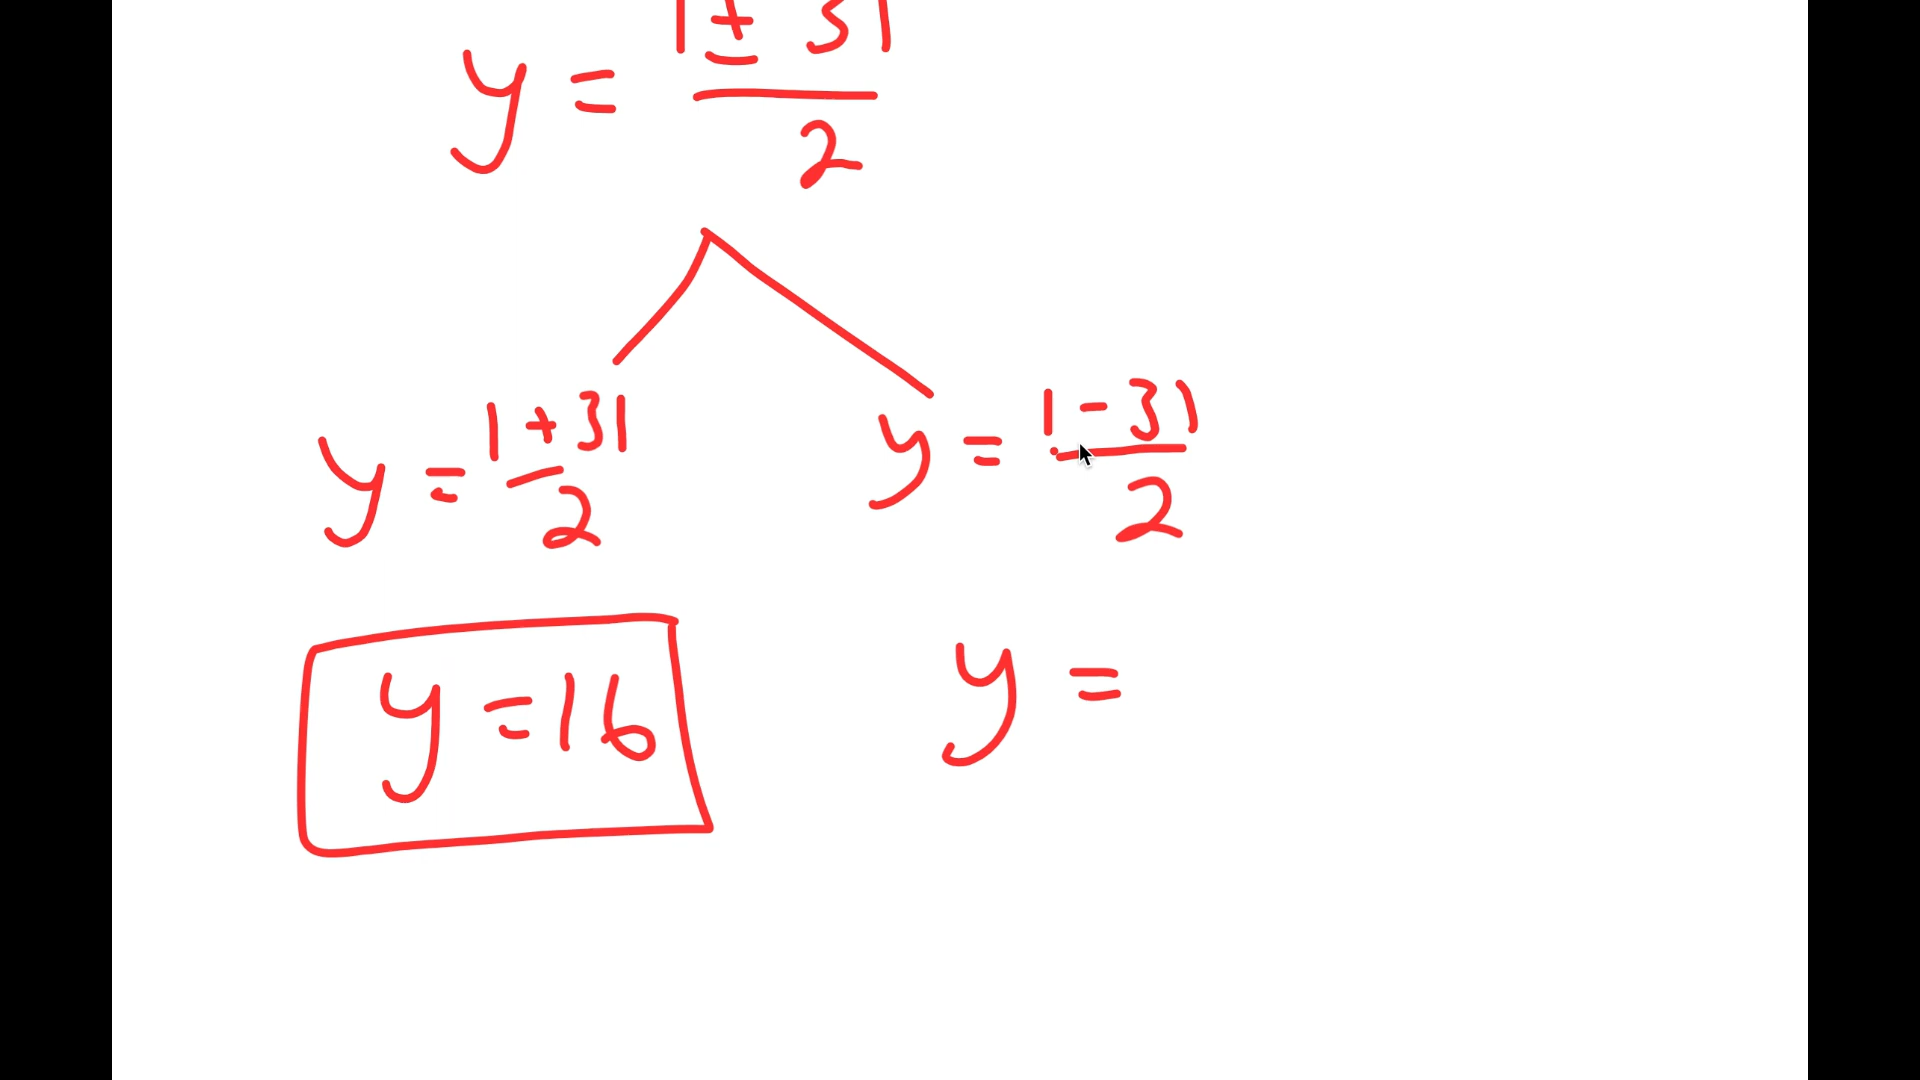 y = 1 ± 31 / 2
y = 1 + 31 / 2
y = 1 - 31 / 2
y = 16
y =